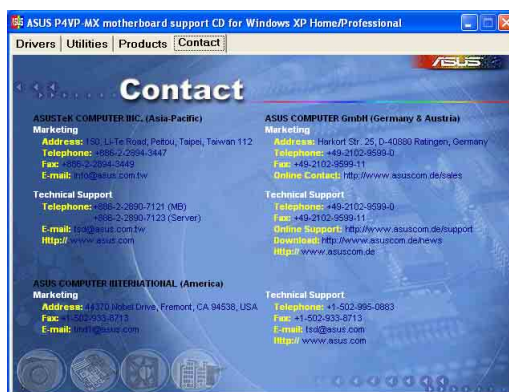 ASUS P4VP-MX motherboard support CD for Windows XP Home/Professional
Drivers Utilities Products Contact
ASUS
Contact
ASUSTeK COMPUTER INC. (Asia-Pacific)
Marketing
Address: 150, Li-Te Road, Peitou, Taipei, Taiwan 112
Telephone: +886-2-2894-3447
Fax: +886-2-2894-3449
E-mail: info@asus.com.tw
Technical Support
Telephone: +886-2-2890-7121 (MB)
+886-2-2890-7123 (Server)
E-mail: tsd@asus.com.tw
Http:// www.asus.com
ASUS COMPUTER GmbH (Germany & Austria)
Marketing
Address: Harkort Str. 25, D-40880 Ratingen, Germany
Telephone: +49-2102-9599-0
Fax: +49-2102-9599-11
Online Contact: http://www.asuscom.de/sales
Technical Support
Telephone: +49-2102-9599-0
Fax: +49-2102-9599-11
Online Support: http://www.asuscom.de/support
Download: http://www.asuscom.de/news
Http:// www.asuscom.de
ASUS COMPUTER INTERNATIONAL (America)
Marketing
Address: 44370 Nobel Drive, Fremont, CA 94538, USA
Fax: +1-502-933-8713
E-mail: tmd1@asus.com
Technical Support
Telephone: +1-502-995-0883
Fax: +1-502-933-8713
E-mail: tsd@asus.com
Http:// www.asus.com